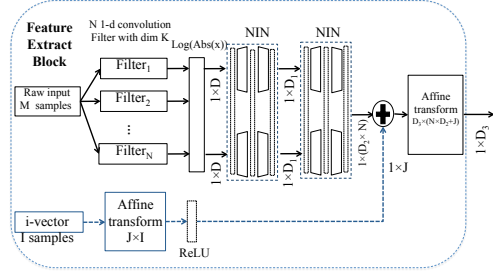 Feature
Extract
Block
N 1-d convolution
Filter with dim K
Log(Abs(x))
NIN
NIN
Raw input
M samples
Filter1
Filter2
...
FilterN
1×D
1×D
1×D1
1×D1
1×(D2× N)
1×J
Affine
transform
D3×(N×D2+J)
1×D3
i-vector
I samples
Affine
transform
J×I
ReLU